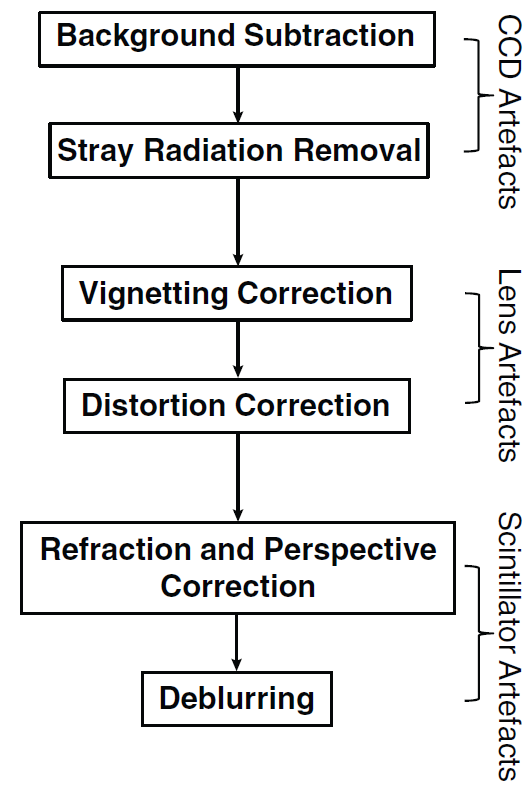 Background Subtraction
Stray Radiation Removal
CCD Artefacts
Vignetting Correction
Distortion Correction
Lens Artefacts
Refraction and Perspective
Correction
Deblurring
Scintillator Artefacts